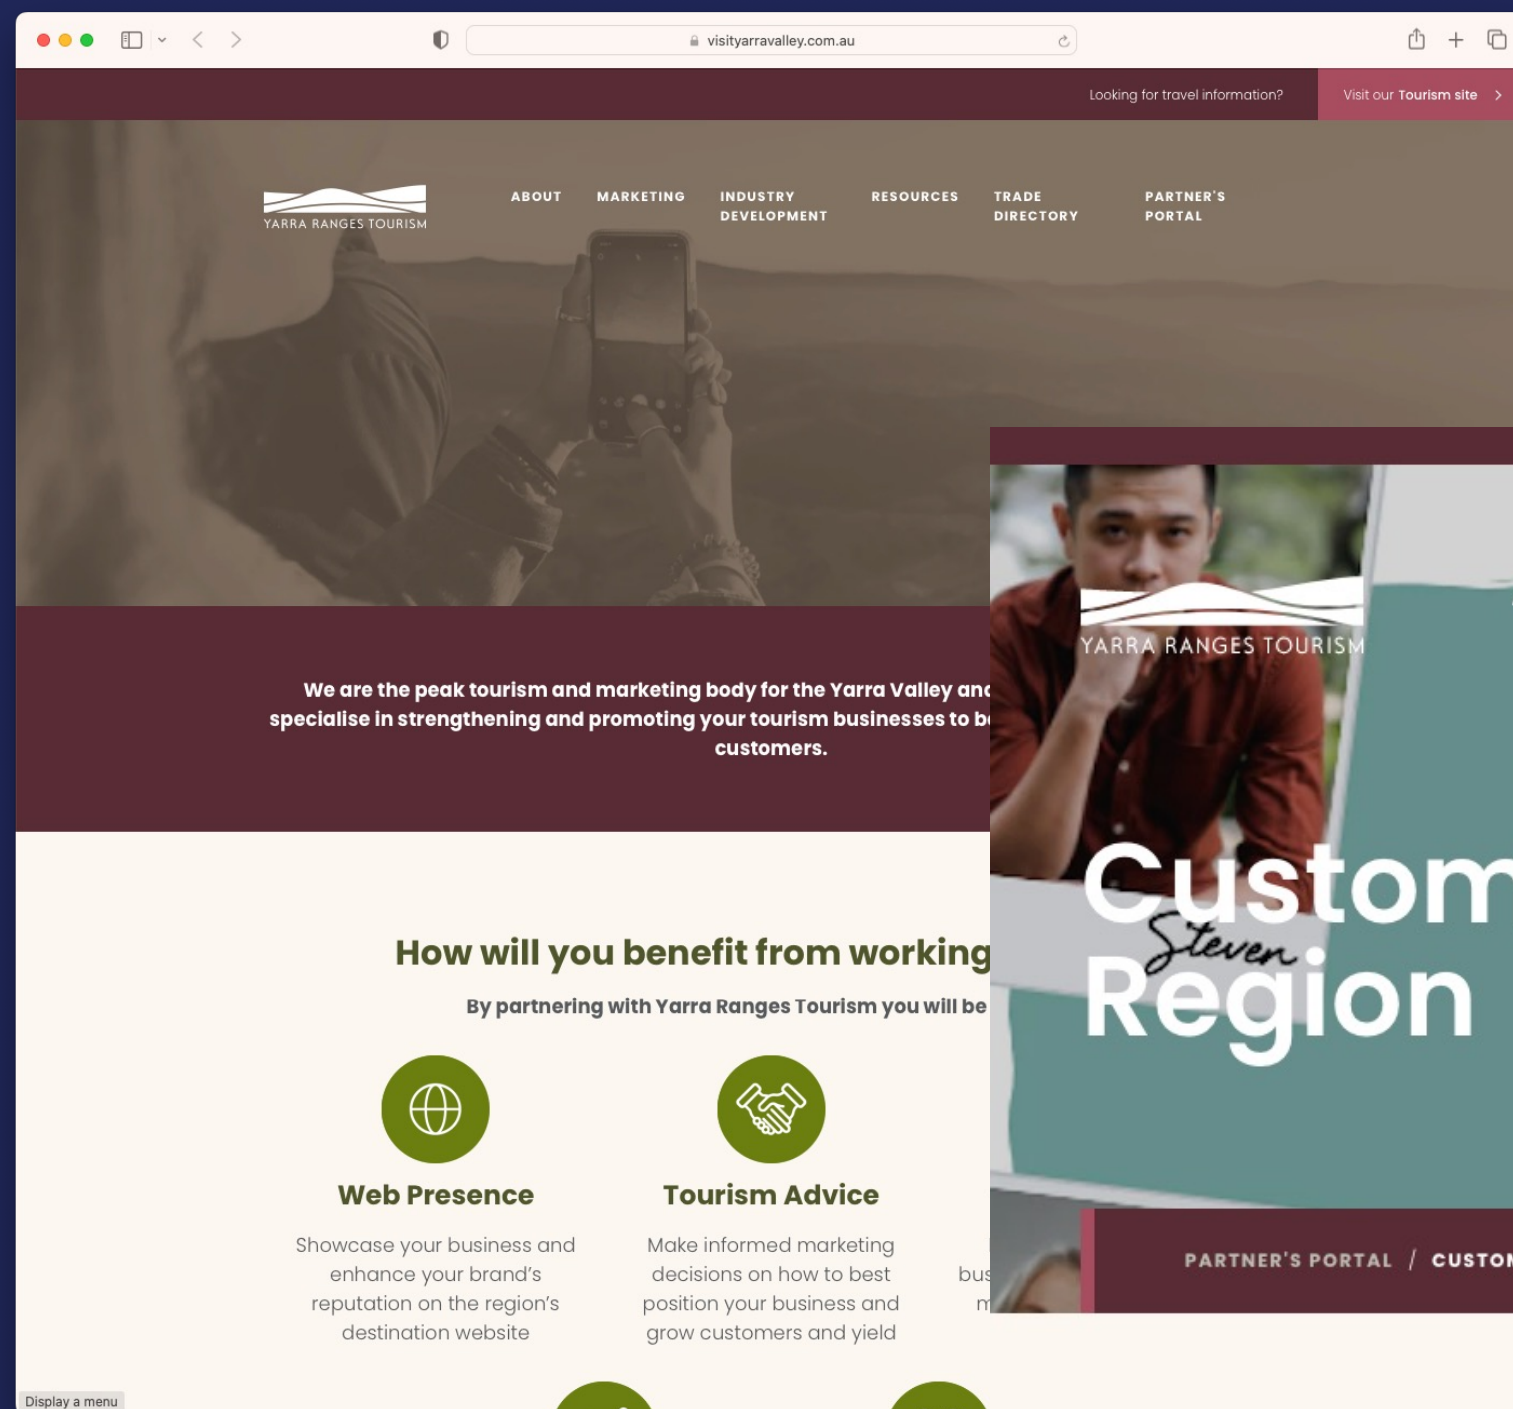 visityarravalley.com.au
Looking for travel information?
Visit our Tourism site
YARRA RANGES TOURISM
ABOUT
MARKETING
INDUSTRY
DEVELOPMENT
RESOURCES
TRADE
DIRECTORY
PARTNER'S
PORTAL
We are the peak tourism and marketing body for the Yarra Valley and
specialise in strengthening and promoting your tourism businesses to
customers.
How will you benefit from working
By partnering with Yarra Ranges Tourism you will be
Web Presence
Showcase your business and
enhance your brand's
reputation on the region's
destination website
Tourism Advice
Make informed marketing
decisions on how to best
position your business and
grow customers and yield
YARRA RANGES TOURISM
Custom
Steven
Region
PARTNER'S PORTAL / CUSTOM
Display a menu